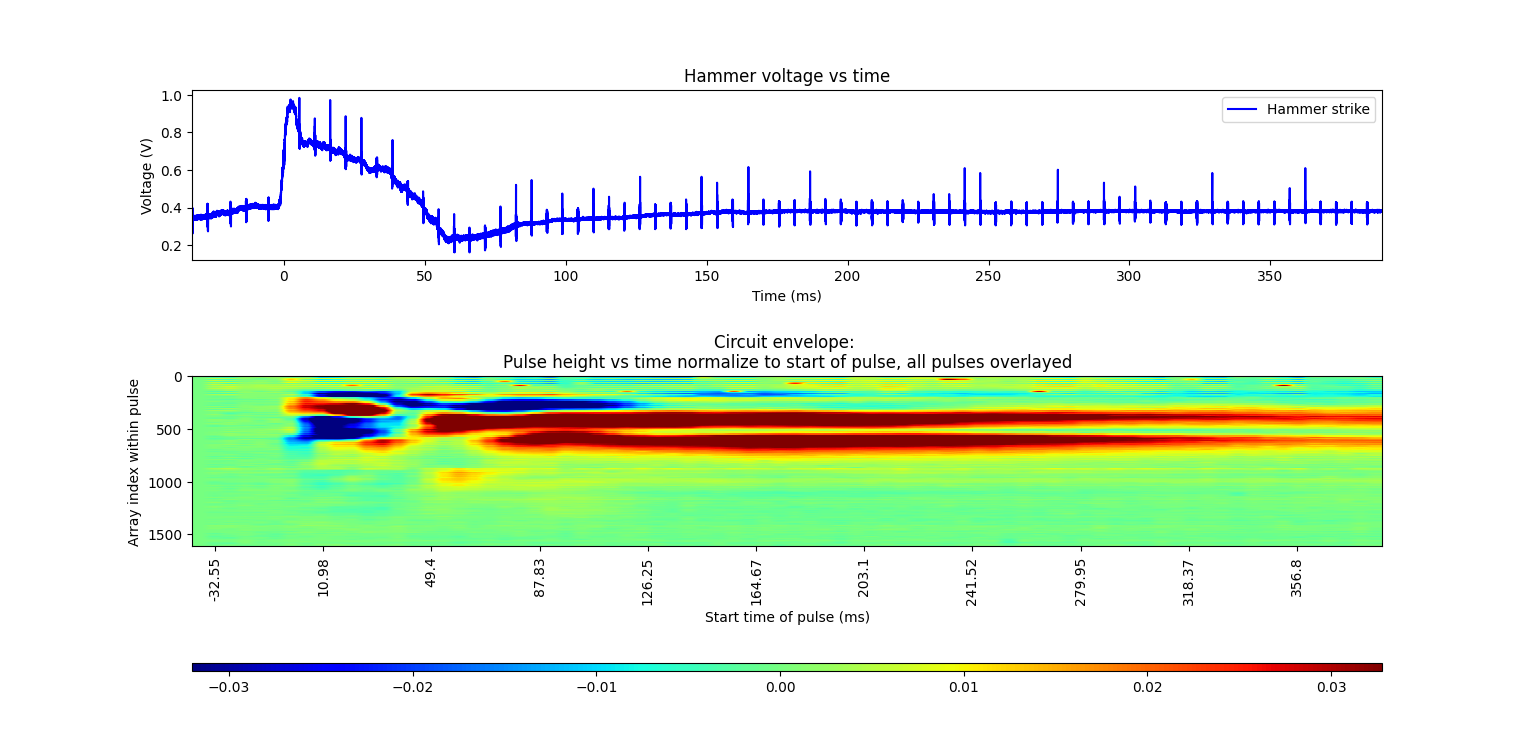 Hammer voltage vs time
1.0
0.8
0.6
0.4
0.2
Voltage (V)
Hammer strike
0 50 100 150 200 250 300 350
Time (ms)
Circuit envelope:
Pulse height vs time normalize to start of pulse, all pulses overlayed
0
500
1000
1500
Array index within pulse
-32.55 10.98 49.4 87.83 126.25 164.67 203.1 241.52 279.95 318.37 356.8
Start time of pulse (ms)
−0.03 −0.02 −0.01 0.00 0.01 0.02 0.03